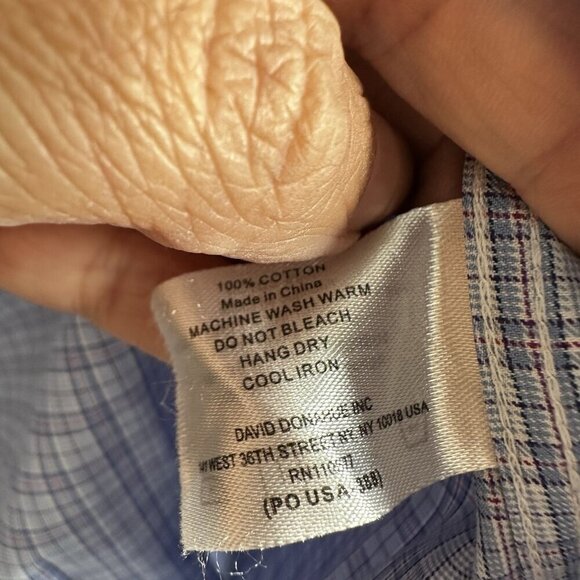 100% COTTON
Made in China
MACHINE WASH WARM
DO NOT BLEACH
HANG DRY
COOL IRON
DAVID DONAHUE INC
WEST 36TH STREET NY, NY 10018 USA
(PO USA 388)